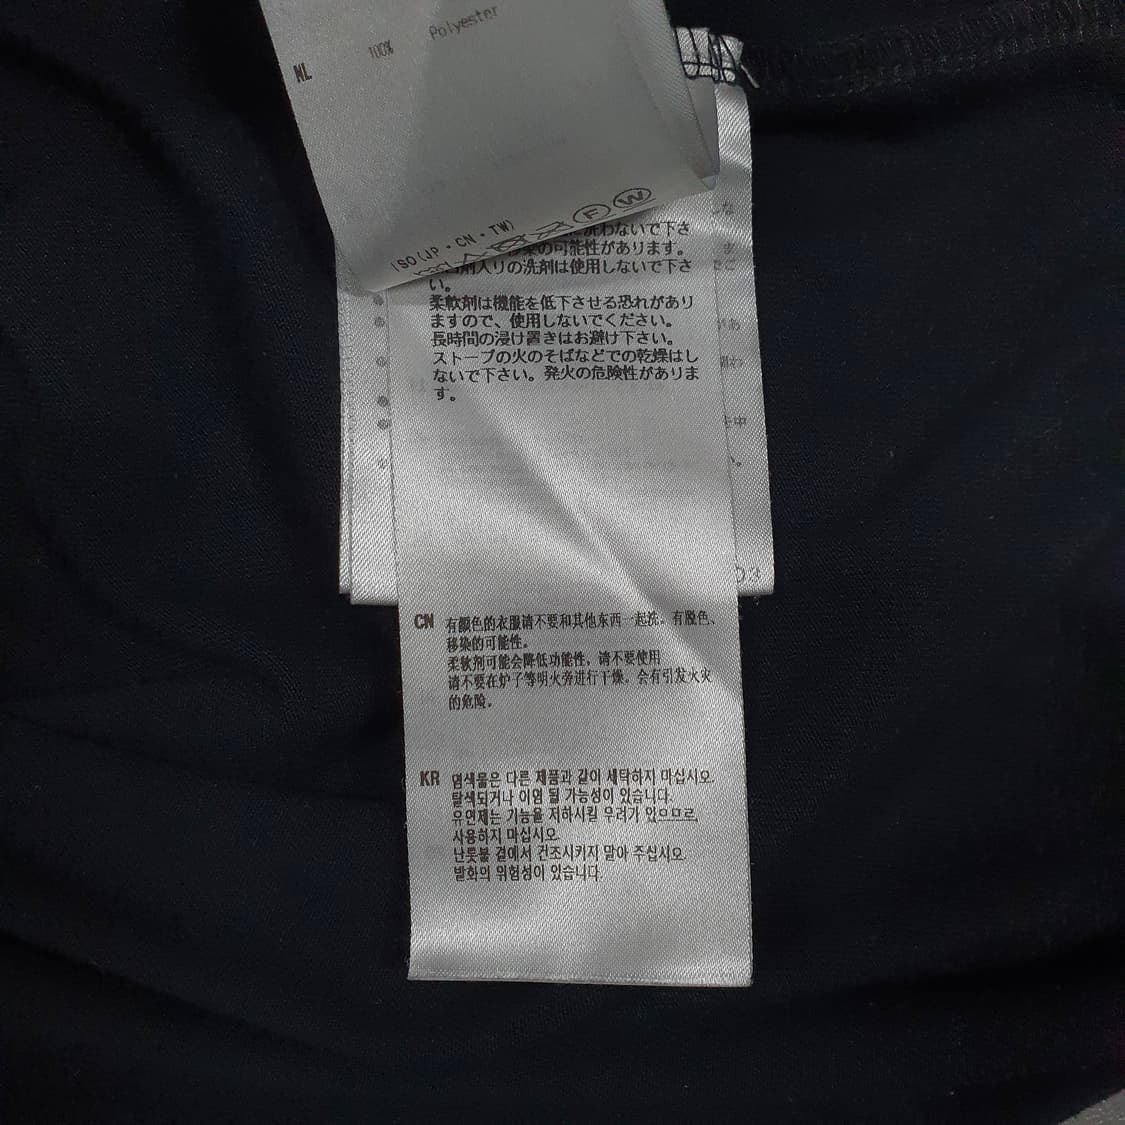 100% Polyester
NL
ISO(JP・CN・TW)
F W
に洗わないで下さ
移染の可能性があります。
剤入りの洗剤は使用しないで下さ
い。
柔軟剤は機能を低下させる恐れがあり
ますので、使用しないでください。
長時間の浸け置きはお避け下さい。
ストーブの火のそばなどでの乾燥はし
ないで下さい。発火の危険性がありま
す。
03
CN 有颜色的衣服请不要和其他东西一起洗。有脱色、
移染的可能性。
柔軟剂可能会降低功能性，请不要使用
请不要在炉子等明火旁进行干燥。会有引发火灾
的危险。
KR 염색물은 다른 제품과 같이 세탁하지 마십시오.
탈색되거나 이염 될 가능성이 있습니다.
유연제는 기능을 저하시킬 우려가 있으므로,
사용하지 마십시오.
난롯불 곁에서 건조시키지 말아 주십시오.
발화의 위험성이 있습니다.